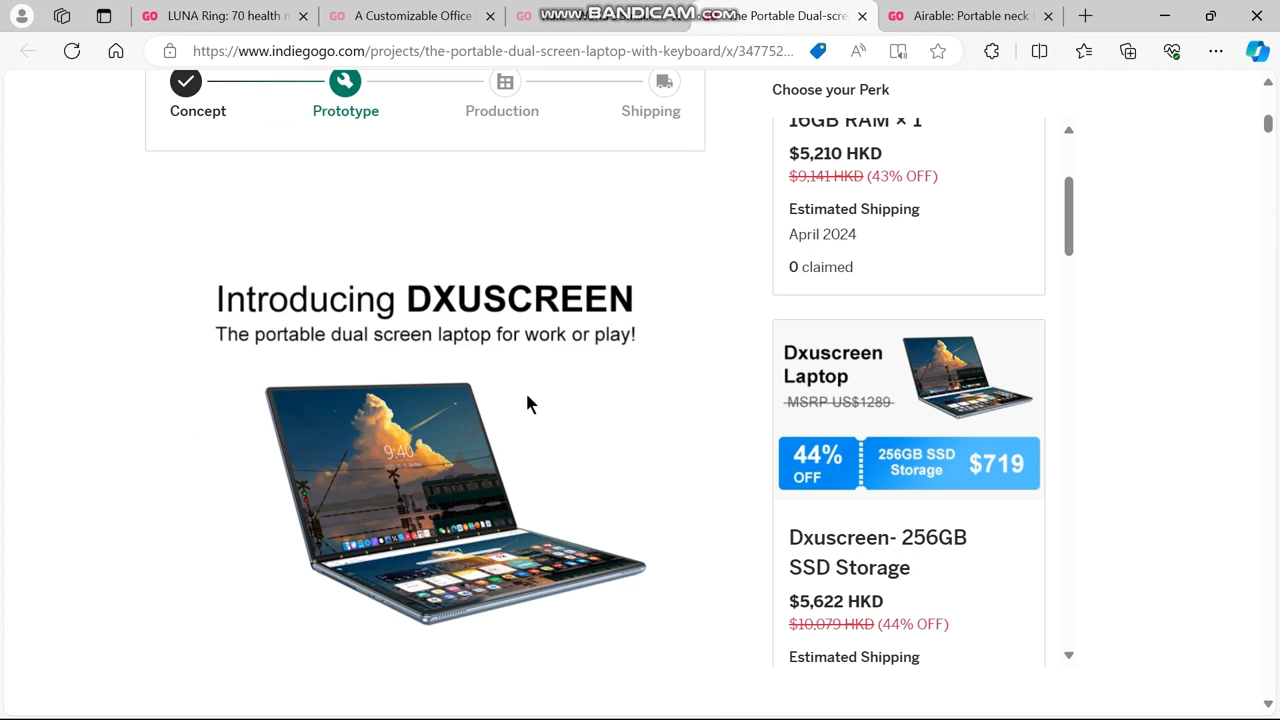 LUNA Ring: 70 health m
A Customizable Office
www.BANDICAM.com
he Portable Dual-scre
Airable: Portable neck
https://www.indiegogo.com/projects/the-portable-dual-screen-laptop-with-keyboard/x/347752...
Concept
Prototype
Production
Shipping
Introducing DXUSCREEN
The portable dual screen laptop for work or play!
9:40
Choose your Perk
16GB RAM × 1
$5,210 HKD
$9,141 HKD (43% OFF)
Estimated Shipping
April 2024
0 claimed
Dxuscreen
Laptop
MSRP US$1289
44%
OFF
256GB SSD
Storage
$719
Dxuscreen- 256GB
SSD Storage
$5,622 HKD
$10,079 HKD (44% OFF)
Estimated Shipping